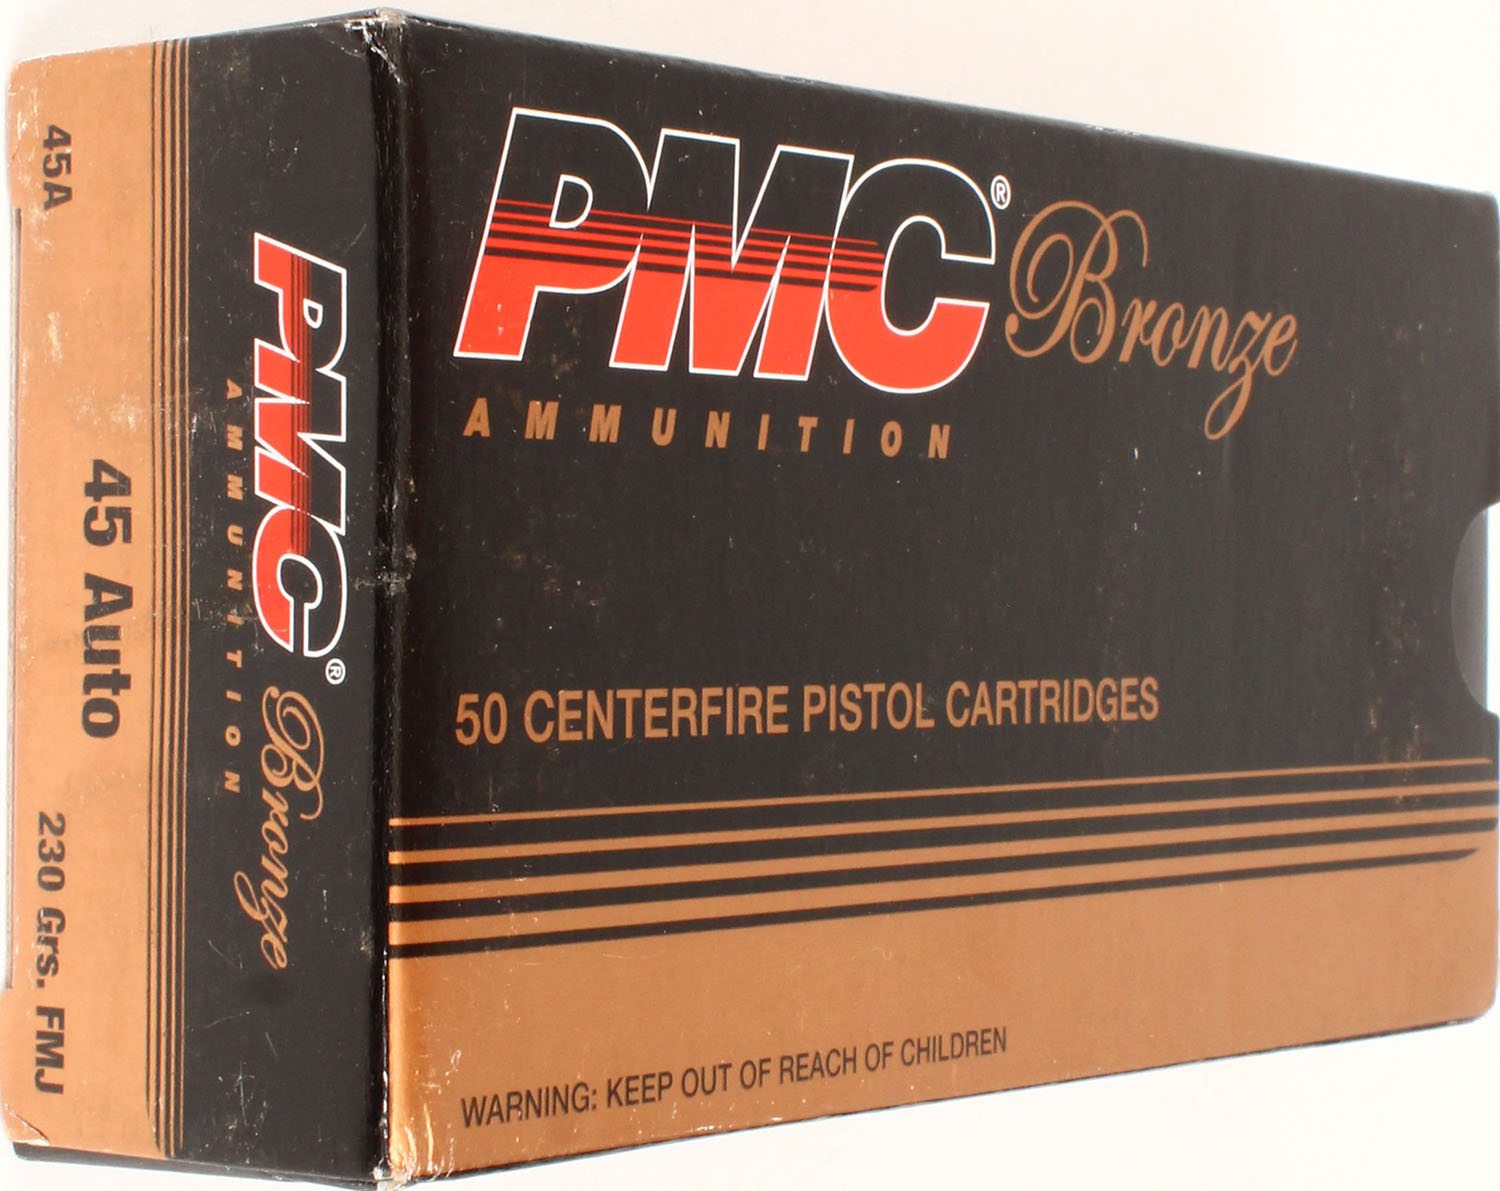 PMC® Bronze
AMMUNITION
50 CENTERFIRE PISTOL CARTRIDGES
WARNING: KEEP OUT OF REACH OF CHILDREN
PMC® Bronze
AMMUNITION
45 Auto
45A
230 Grs. FMJ